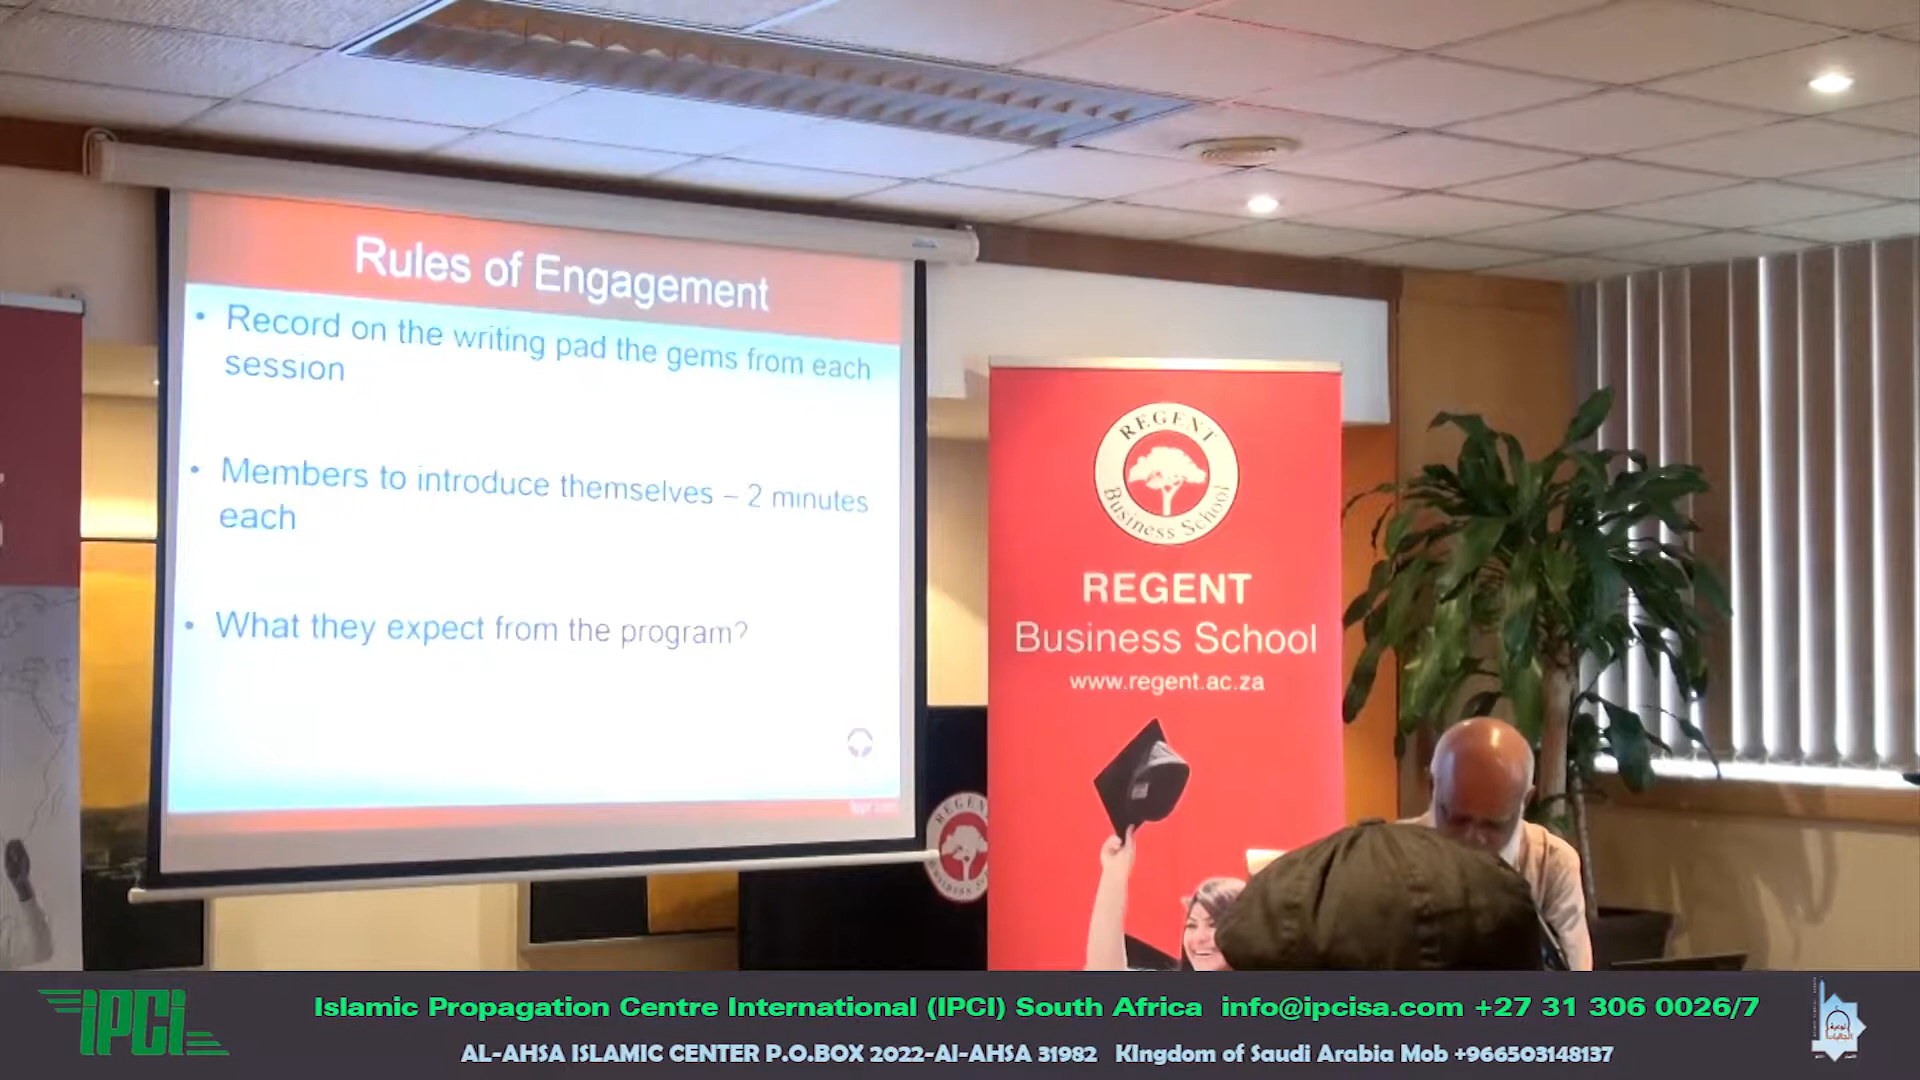 Rules of Engagement
• Record on the writing pad the gems from each
session
• Members to introduce themselves – 2 minutes
each
• What they expect from the program?
REGENT
Business School
REGENT
Business School
www.regent.ac.za
REGENT
iPCi
Islamic Propagation Centre International (IPCI) South Africa info@ipcisa.com +27 31 306 0026/7
AL-AHSA ISLAMIC CENTER P.O.BOX 2022-Al-AHSA 31982 KIngdom of Saudi Arabia Mob +966503148137